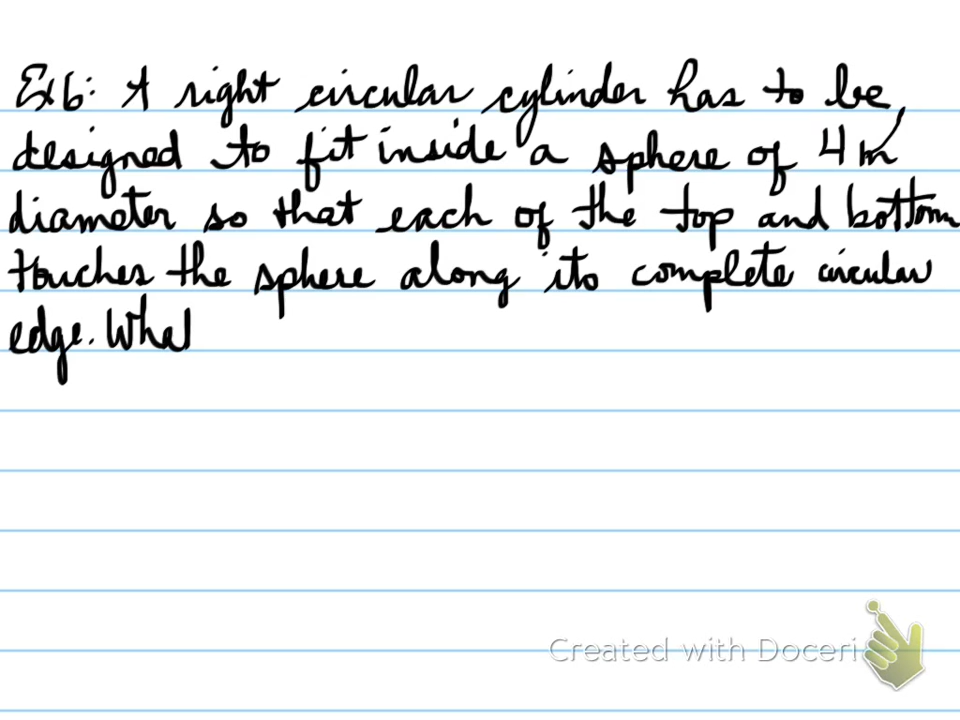 Ex6: A right circular cylinder has to be
designed to fit inside a sphere of 4 m
diameter so that each of the top and bottom
touches the sphere along its complete circular
edge. What
Created with Doceri